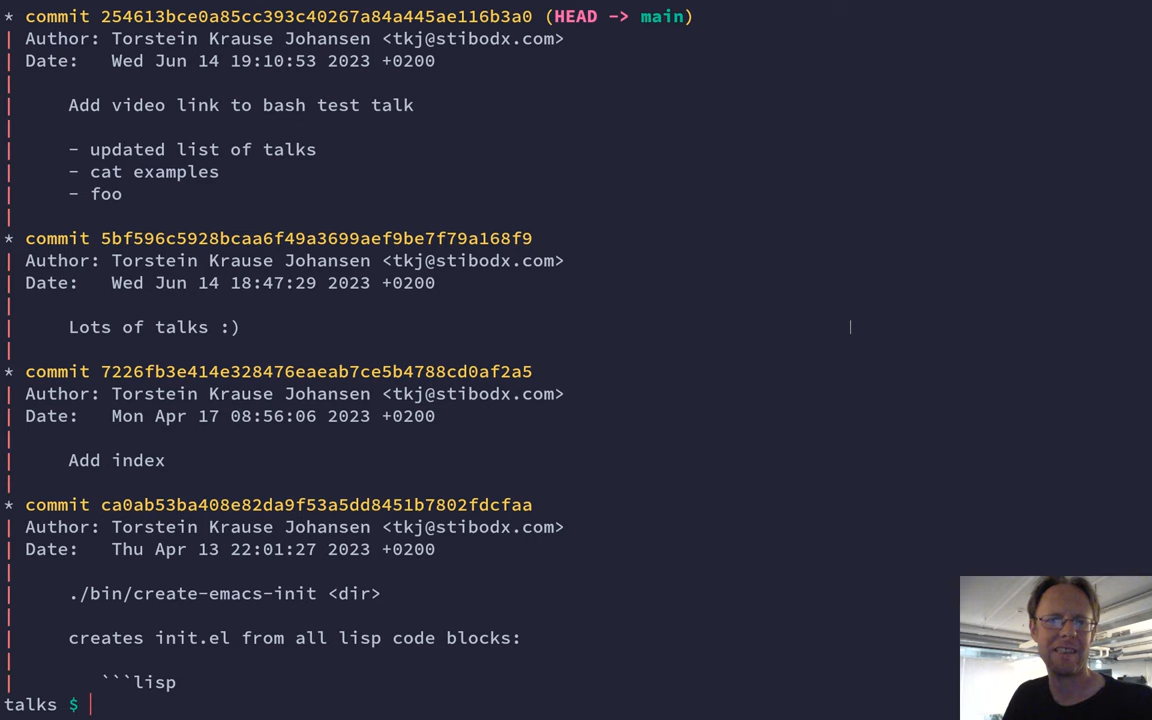 * commit 254613bce0a85cc393c40267a84a445ae116b3a0 (HEAD -> main)
| Author: Torstein Krause Johansen <tkj@stibodx.com>
| Date:   Wed Jun 14 19:10:53 2023 +0200
|
|     Add video link to bash test talk
|
|     - updated list of talks
|     - cat examples
|     - foo
|
* commit 5bf596c5928bcaa6f49a3699aef9be7f79a168f9
| Author: Torstein Krause Johansen <tkj@stibodx.com>
| Date:   Wed Jun 14 18:47:29 2023 +0200
|
|     Lots of talks :)
|
* commit 7226fb3e414e328476eaeab7ce5b4788cd0af2a5
| Author: Torstein Krause Johansen <tkj@stibodx.com>
| Date:   Mon Apr 17 08:56:06 2023 +0200
|
|     Add index
|
* commit ca0ab53ba408e82da9f53a5dd8451b7802fdcfaa
| Author: Torstein Krause Johansen <tkj@stibodx.com>
| Date:   Thu Apr 13 22:01:27 2023 +0200
|
|     ./bin/create-emacs-init <dir>
|
|     creates init.el from all lisp code blocks:
|
|        ```lisp
talks $